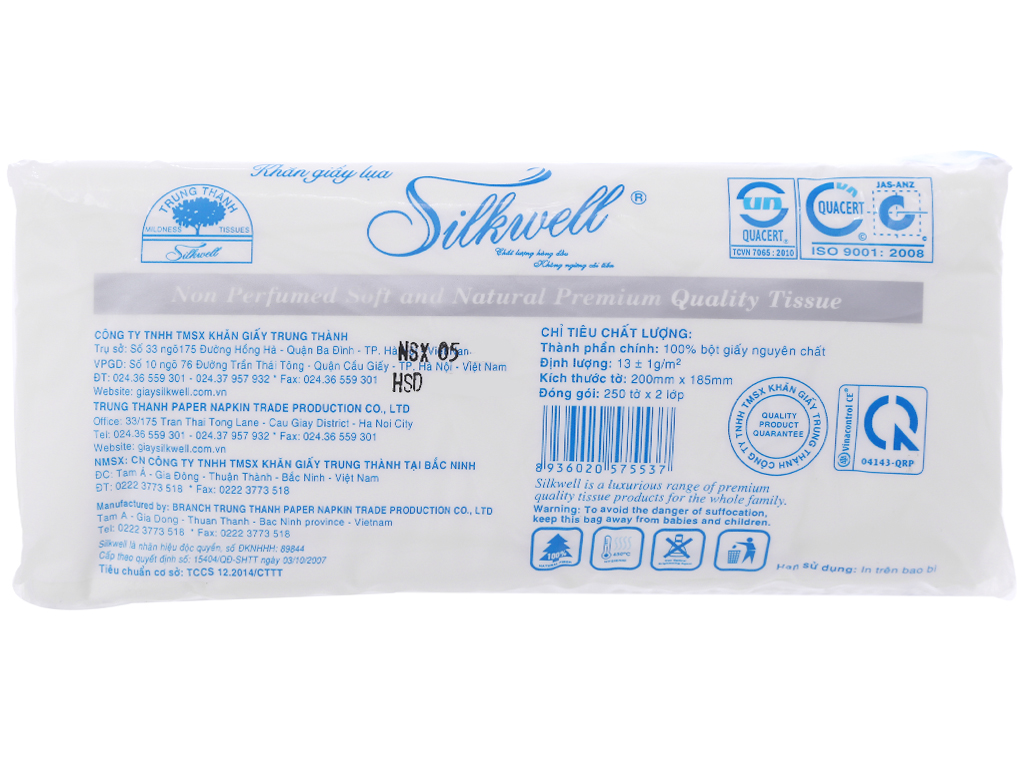 Khăn giấy lụa
Silkwell ®
Chất lượng hàng đầu
Không ngừng cải tiến
TRUNG THÀNH
MILDNESS TISSUES
Silkwell
QUACERT ®
TCVN 7065 : 2010
QUACERT
JAS-ANZ
©
ISO 9001: 2008
Non Perfumed Soft and Natural Premium Quality Tissue
CÔNG TY TNHH TMSX KHĂN GIẤY TRUNG THÀNH
Trụ sở: Số 33 ngõ175 Đường Hồng Hà - Quận Ba Đình - TP. Hà Nội - Việt Nam
VPGD: Số 10 ngõ 76 Đường Trần Thái Tông - Quận Cầu Giấy - TP. Hà Nội - Việt Nam
ĐT: 024.36 559 301 - 024.37 957 932 * Fax: 024.36 559 301
Website: giaysilkwell.com.vn
NSX 05
HSD
TRUNG THANH PAPER NAPKIN TRADE PRODUCTION CO., LTD
Office: 33/175 Tran Thai Tong Lane - Cau Giay District - Ha Noi City
Tel: 024.36 559 301 - 024.37 957 932 * Fax: 024.36 559 301
Website: giaysilkwell.com.vn
NMSX: CN CÔNG TY TNHH TMSX KHĂN GIẤY TRUNG THÀNH TẠI BẮC NINH
ĐC: Tam Á - Gia Đông - Thuận Thành - Bắc Ninh - Việt Nam
ĐT: 0222 3773 518 * Fax: 0222 3773 518
Manufactured by: BRANCH TRUNG THANH PAPER NAPKIN TRADE PRODUCTION CO., LTD
Tam A - Gia Dong - Thuan Thanh - Bac Ninh province - Vietnam
Tel: 0222 3773 518 * Fax: 0222 3773 518
Silkwell là nhãn hiệu độc quyền, số ĐKNHHH: 89844
Cấp theo quyết định số: 15404/QĐ-SHTT ngày 03/10/2007
Tiêu chuẩn cơ sở: TCCS 12.2014/CTTT
CHỈ TIÊU CHẤT LƯỢNG:
Thành phần chính: 100% bột giấy nguyên chất
Định lượng: 13 ± 1g/m²
Kích thước tờ: 200mm x 185mm
Đóng gói: 250 tờ x 2 lớp
8 936020 575537
CÔNG TY TNHH TMSX KHĂN GIẤY TRUNG THÀNH
QUALITY
PRODUCT
QUARANTEE
Vinacontrol CE
04143-QRP
Silkwell is a luxurious range of premium
quality tissue products for the whole family.
Warning: To avoid the danger of suffocation,
keep this bag away from babies and children.
100%
Hạn sử dụng: In trên bao bì